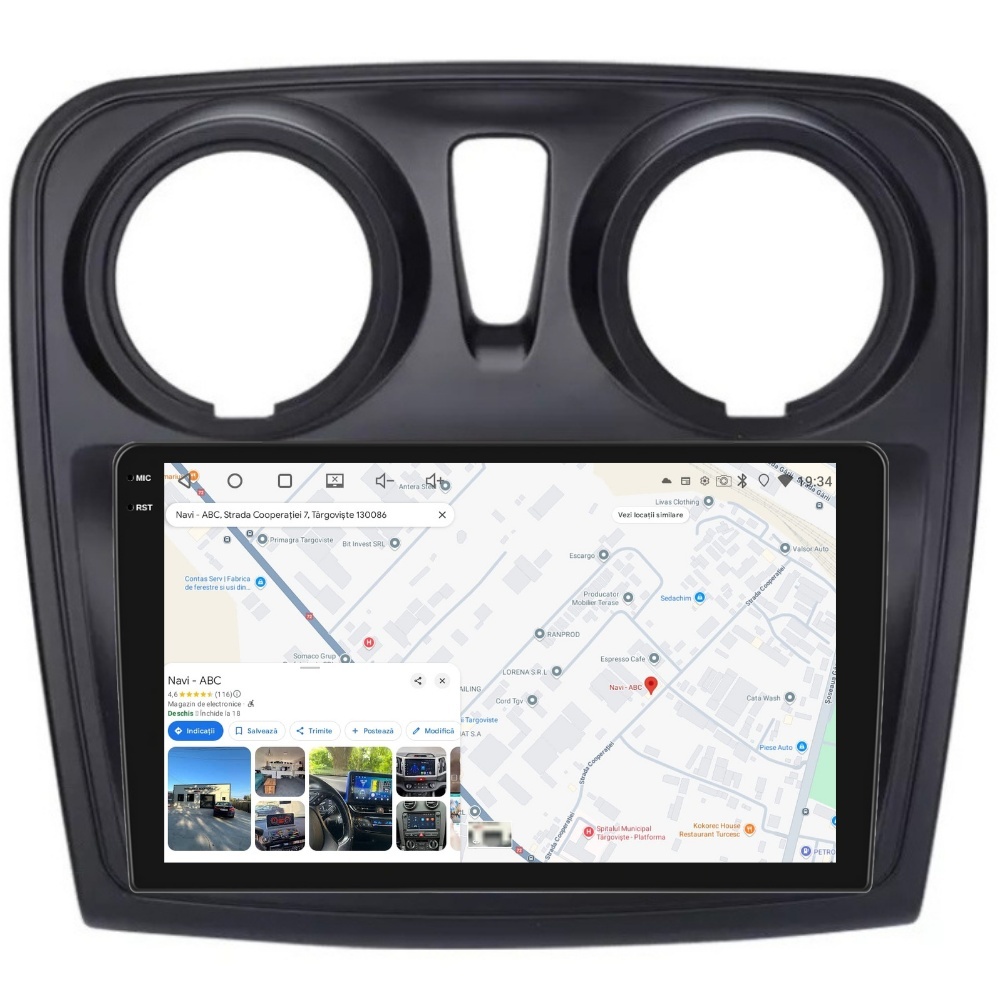 MIC
RST
19:34
Antera Ste
Navi - ABC, Strada Cooperației 7, Târgoviște 130086
Livas Clothing
Vezi locații similare
Primagra Targoviste
Bit Invest SRL
Valsor Auto
Escargo
Contas Serv | Fabrica
de ferestre si usi din...
Producator
Mobilier Terase
Sedachim
Strada Cooperației
RANPROD
Somaco Grup
Espresso Cafe
LORENA S.R.L
Navi - ABC
Cord Tgv
Cata Wash
Piese Auto
Strada Cooperației
Navi - ABC
4,6
(116)
Magazin de electronice
Deschis
Închide la 18
Indicații
Salvează
Trimite
Postează
Modifică
Spitalul Municipal
Târgoviște - Platforma
Kokoreç House
Restaurant Turcesc
Strada Cooperației
PETRO